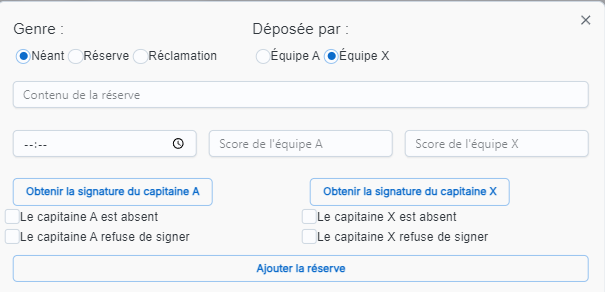 Genre : Déposée par :
Néant Réserve Réclamation Équipe A Équipe X
Contenu de la réserve
--:-- Score de l'équipe A Score de l'équipe X
Obtenir la signature du capitaine A Obtenir la signature du capitaine X
Le capitaine A est absent Le capitaine X est absent
Le capitaine A refuse de signer Le capitaine X refuse de signer
Ajouter la réserve